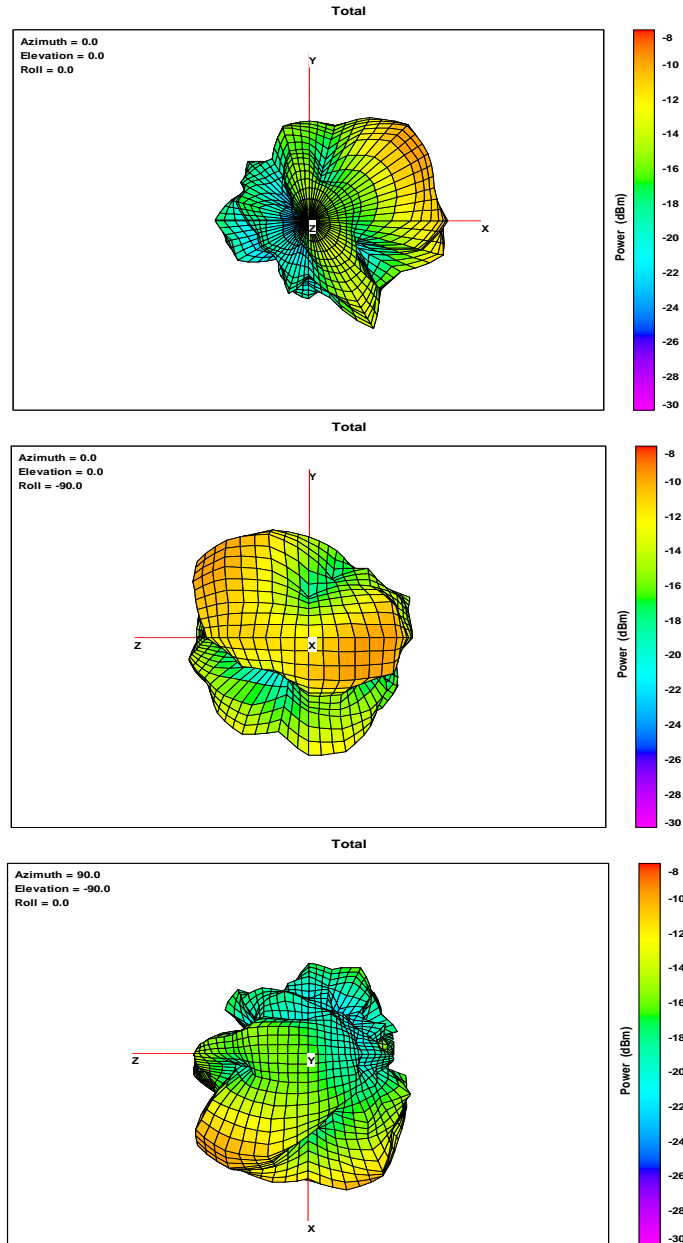 Total
Azimuth = 0.0
Elevation = 0.0
Roll = 0.0
Y
Z
X
-8
-10
-12
-14
-16
-18
-20
-22
-24
-26
-28
-30
Power (dBm)
Total
Azimuth = 0.0
Elevation = 0.0
Roll = -90.0
Y
Z
X
-8
-10
-12
-14
-16
-18
-20
-22
-24
-26
-28
-30
Power (dBm)
Total
Azimuth = 90.0
Elevation = -90.0
Roll = 0.0
Z
Y
X
-8
-10
-12
-14
-16
-18
-20
-22
-24
-26
-28
-30
Power (dBm)